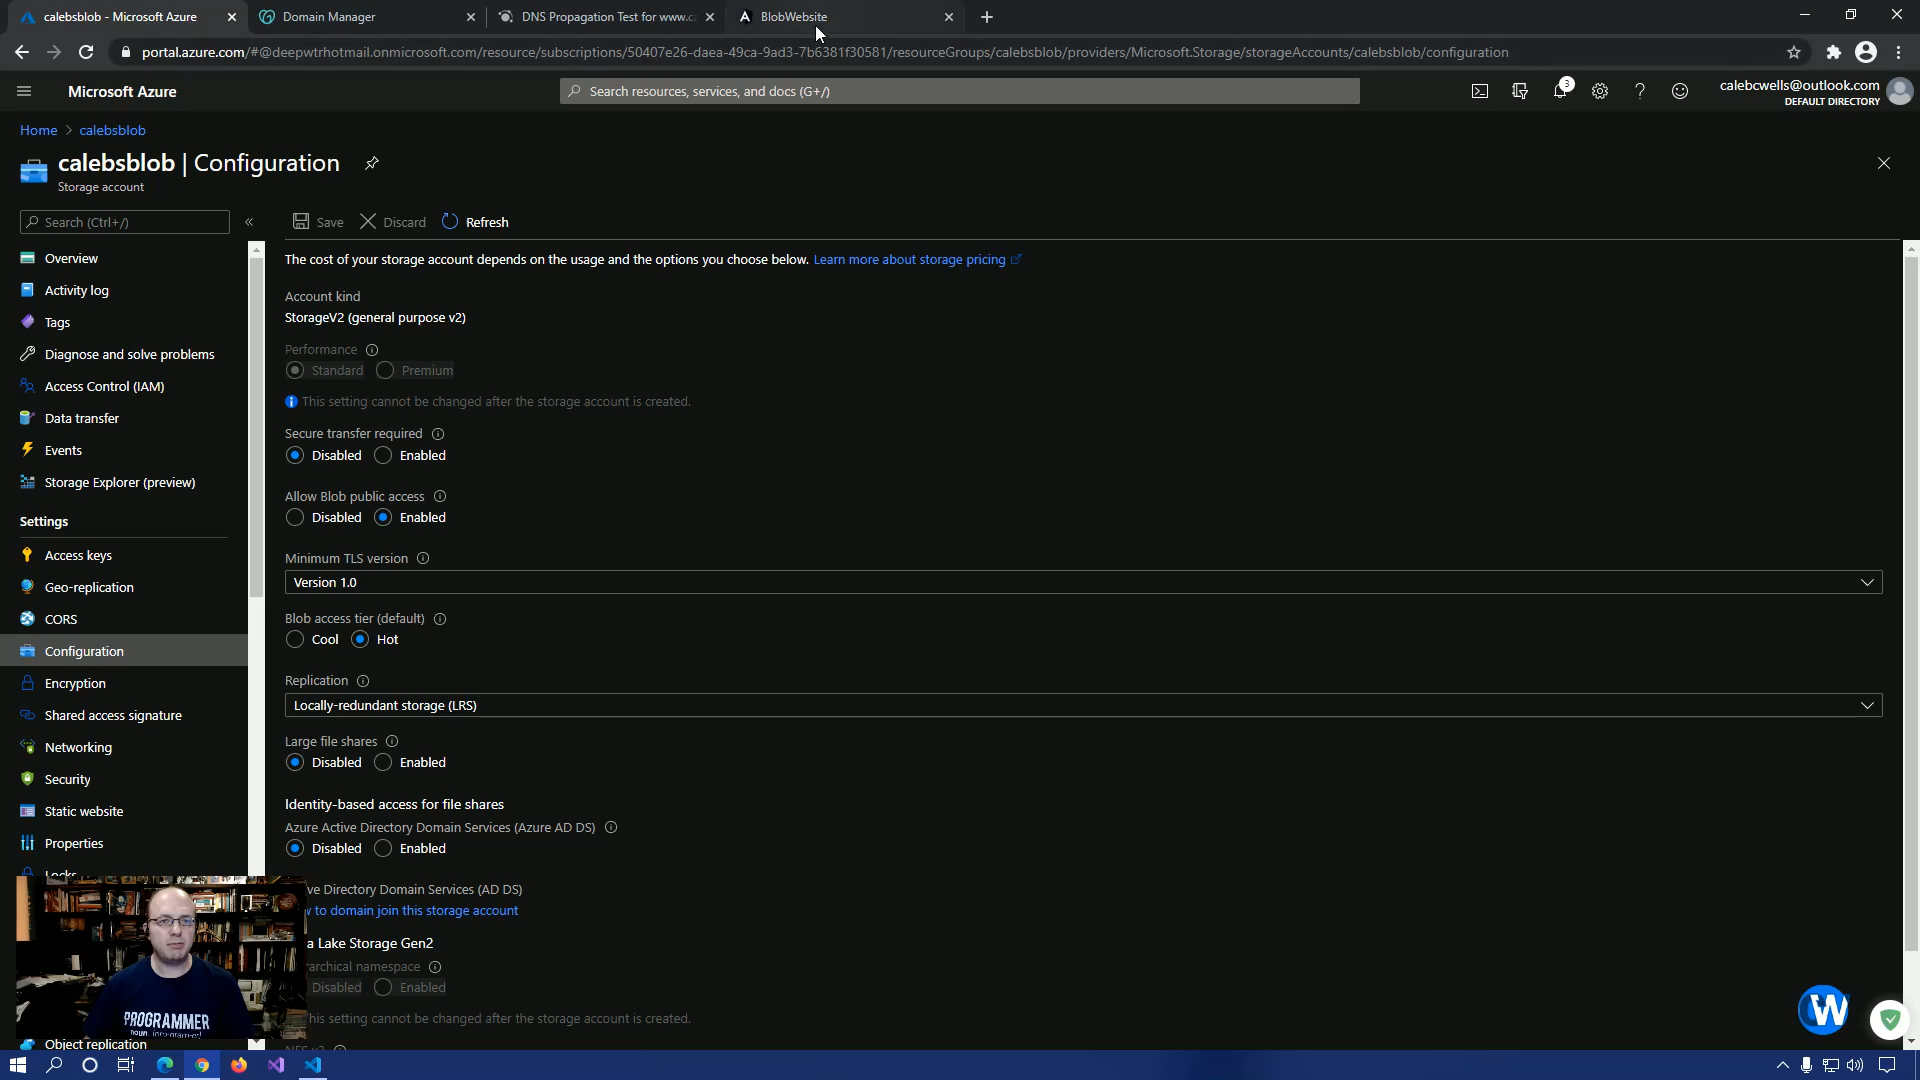 calebsblob - Microsoft Azure
Domain Manager
DNS Propagation Test for www.c
BlobWebsite
portal.azure.com/#@deepwtrhotmail.onmicrosoft.com/resource/subscriptions/50407e26-daea-49ca-9ad3-7b6381f30581/resourceGroups/calebsblob/providers/Microsoft.Storage/storageAccounts/calebsblob/configuration
Microsoft Azure
Search resources, services, and docs (G+/)
3
calebcwells@outlook.com
DEFAULT DIRECTORY
Home > calebsblob
calebsblob | Configuration
Storage account
Search (Ctrl+/)
Overview
Activity log
Tags
Diagnose and solve problems
Access Control (IAM)
Data transfer
Events
Storage Explorer (preview)
Settings
Access keys
Geo-replication
CORS
Configuration
Encryption
Shared access signature
Networking
Security
Static website
Properties
Locks
Object replication
Save
Discard
Refresh
The cost of your storage account depends on the usage and the options you choose below. Learn more about storage pricing
Account kind
StorageV2 (general purpose v2)
Performance
Standard Premium
This setting cannot be changed after the storage account is created.
Secure transfer required
Disabled Enabled
Allow Blob public access
Disabled Enabled
Minimum TLS version
Version 1.0
Blob access tier (default)
Cool Hot
Replication
Locally-redundant storage (LRS)
Large file shares
Disabled Enabled
Identity-based access for file shares
Azure Active Directory Domain Services (Azure AD DS)
Disabled Enabled
ve Directory Domain Services (AD DS)
w to domain join this storage account
a Lake Storage Gen2
rarchical namespace
Disabled Enabled
his setting cannot be changed after the storage account is created.
PROGRAMMER
W